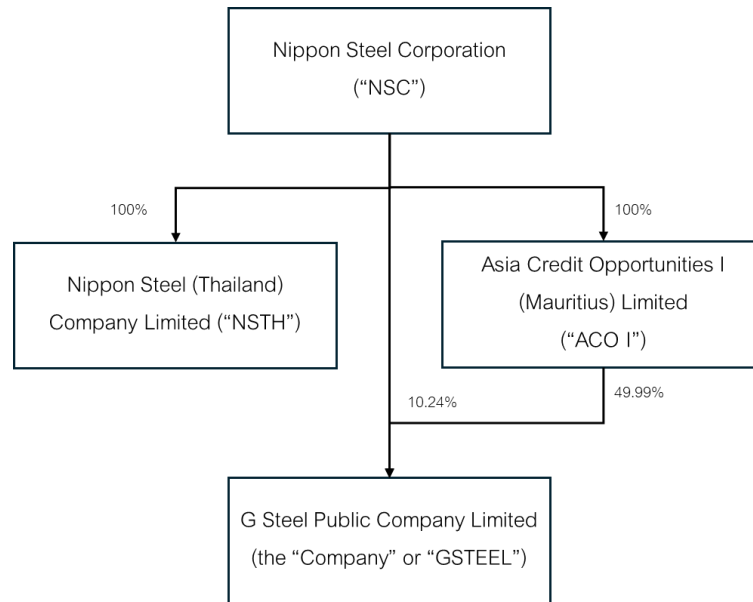 Nippon Steel Corporation
(“NSC”)
100%
100%
Nippon Steel (Thailand)
Company Limited (“NSTH”)
Asia Credit Opportunities I
(Mauritius) Limited
(“ACO I”)
10.24%
49.99%
G Steel Public Company Limited
(the “Company” or “GSTEEL”)